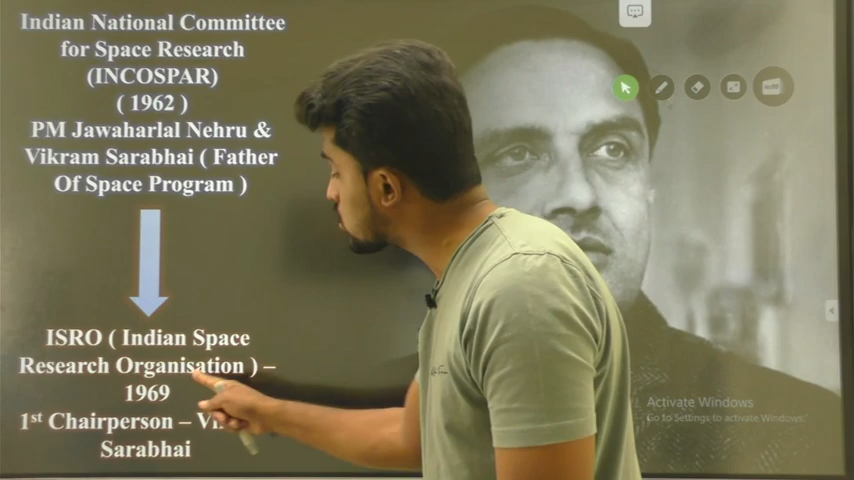 Indian National Committee
for Space Research
(INCOSPAR)
( 1962 )
PM Jawaharlal Nehru &
Vikram Sarabhai ( Father
Of Space Program )
ISRO ( Indian Space
Research Organisation ) –
1969
1st Chairperson –
Sarabhai
Activate Windows
Go to Settings to activate Windows.